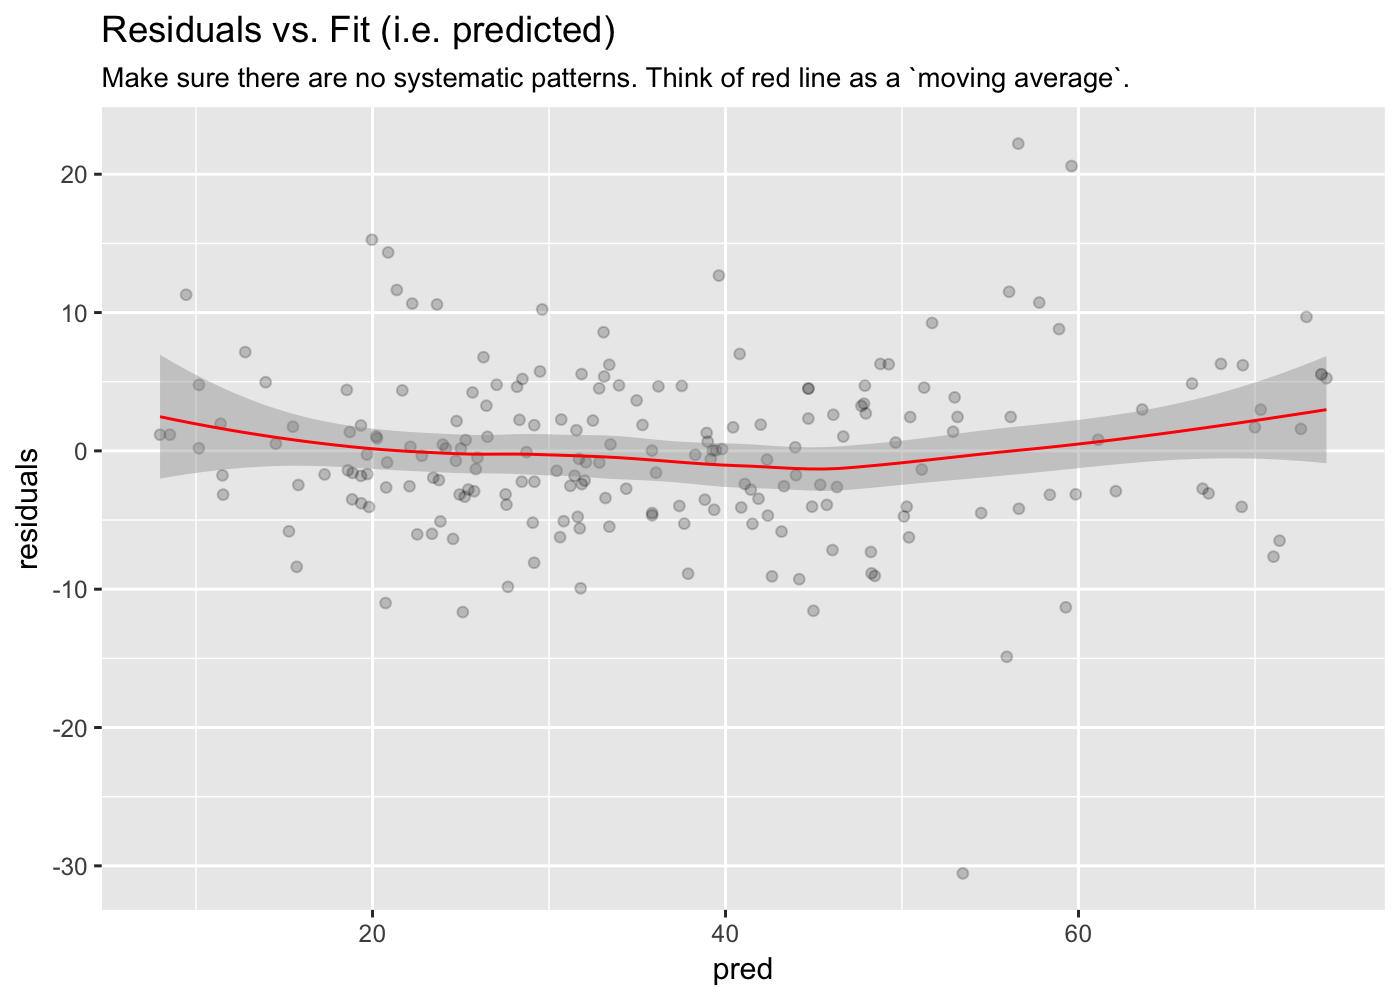 Residuals vs. Fit (i.e. predicted)
Make sure there are no systematic patterns. Think of red line as a `moving average`.
20
10
0
-10
-20
-30
residuals
20
40
60
pred